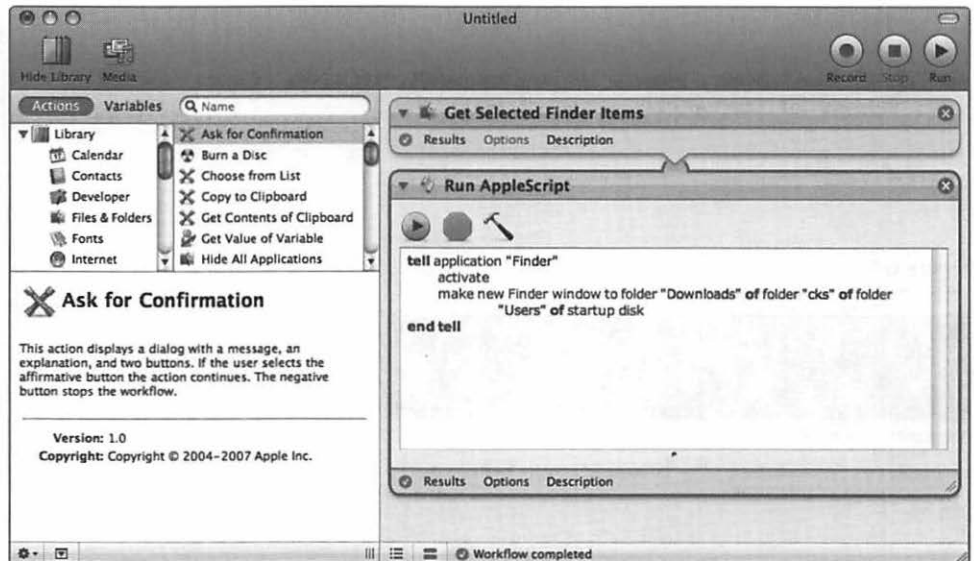 Untitled
Hide Library Media
Record Stop Run
Actions Variables Name
Library
Calendar
Contacts
Developer
Files & Folders
Fonts
Internet
Ask for Confirmation
Burn a Disc
Choose from List
Copy to Clipboard
Get Contents of Clipboard
Get Value of Variable
Hide All Applications
Ask for Confirmation
This action displays a dialog with a message, an
explanation, and two buttons. If the user selects the
affirmative button the action continues. The negative
button stops the workflow.
Version: 1.0
Copyright: Copyright © 2004–2007 Apple Inc.
Get Selected Finder Items
Results Options Description
Run AppleScript
tell application "Finder"
activate
make new Finder window to folder "Downloads" of folder "cks" of folder
"Users" of startup disk
end tell
Results Options Description
Workflow completed